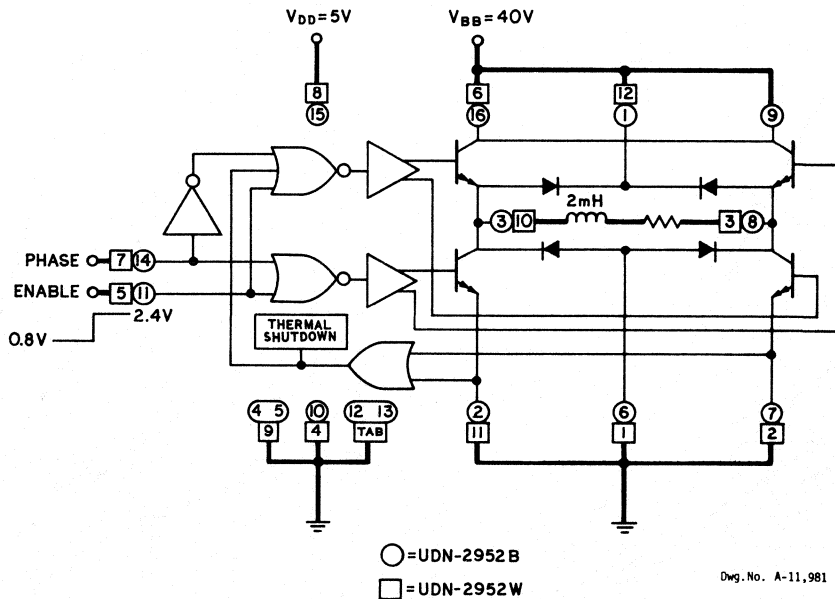 VDD=5V
VBB=40V
8
15
6
16
12
1
9
2mH
3 10
3 8
PHASE 7 14
ENABLE 5 11
2.4V
0.8V
THERMAL
SHUTDOWN
4 5
9
10
4
12 13
TAB
2
11
6
1
7
2
=UDN-2952B
=UDN-2952W
Dwg. No. A-11,981